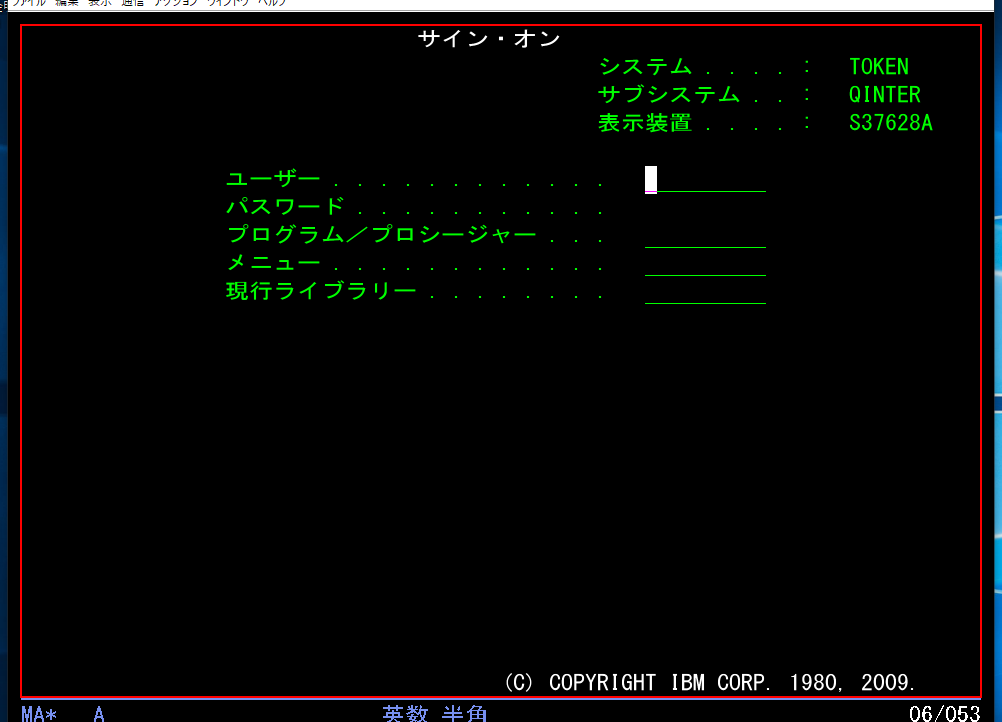 ファイル 編集 表示 通信 アクション ウィンドウ ヘルプ
サイン・オン
システム . . . . : TOKEN
サブシステム . . : QINTER
表示装置 . . . . : S37628A
ユーザー . . . . . . . . . . . .
パスワード . . . . . . . . . . .
プログラム／プロシージャー . . .
メニュー . . . . . . . . . . . .
現行ライブラリー . . . . . . . .
(C) COPYRIGHT IBM CORP. 1980, 2009.
MA* A 英数 半角 06/053